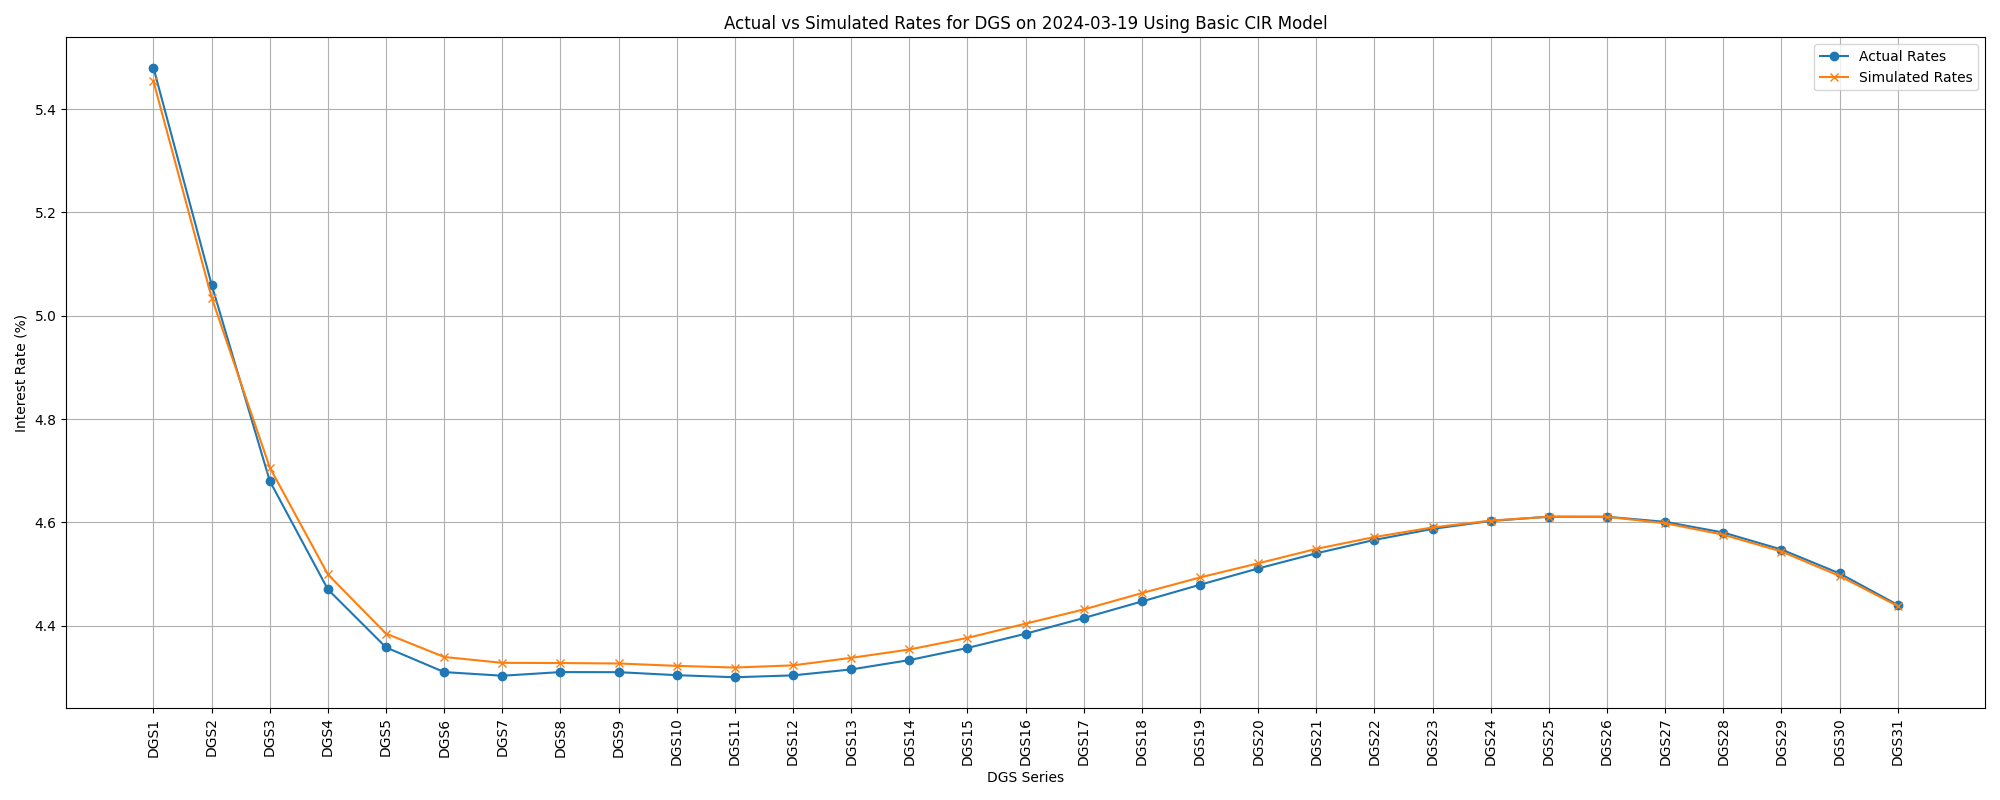 Actual vs Simulated Rates for DGS on 2024-03-19 Using Basic CIR Model
Actual Rates
Simulated Rates
Interest Rate (%)
5.4
5.2
5.0
4.8
4.6
4.4
DGS1
DGS2
DGS3
DGS4
DGS5
DGS6
DGS7
DGS8
DGS9
DGS10
DGS11
DGS12
DGS13
DGS14
DGS15
DGS16
DGS17
DGS18
DGS19
DGS20
DGS21
DGS22
DGS23
DGS24
DGS25
DGS26
DGS27
DGS28
DGS29
DGS30
DGS31
DGS Series